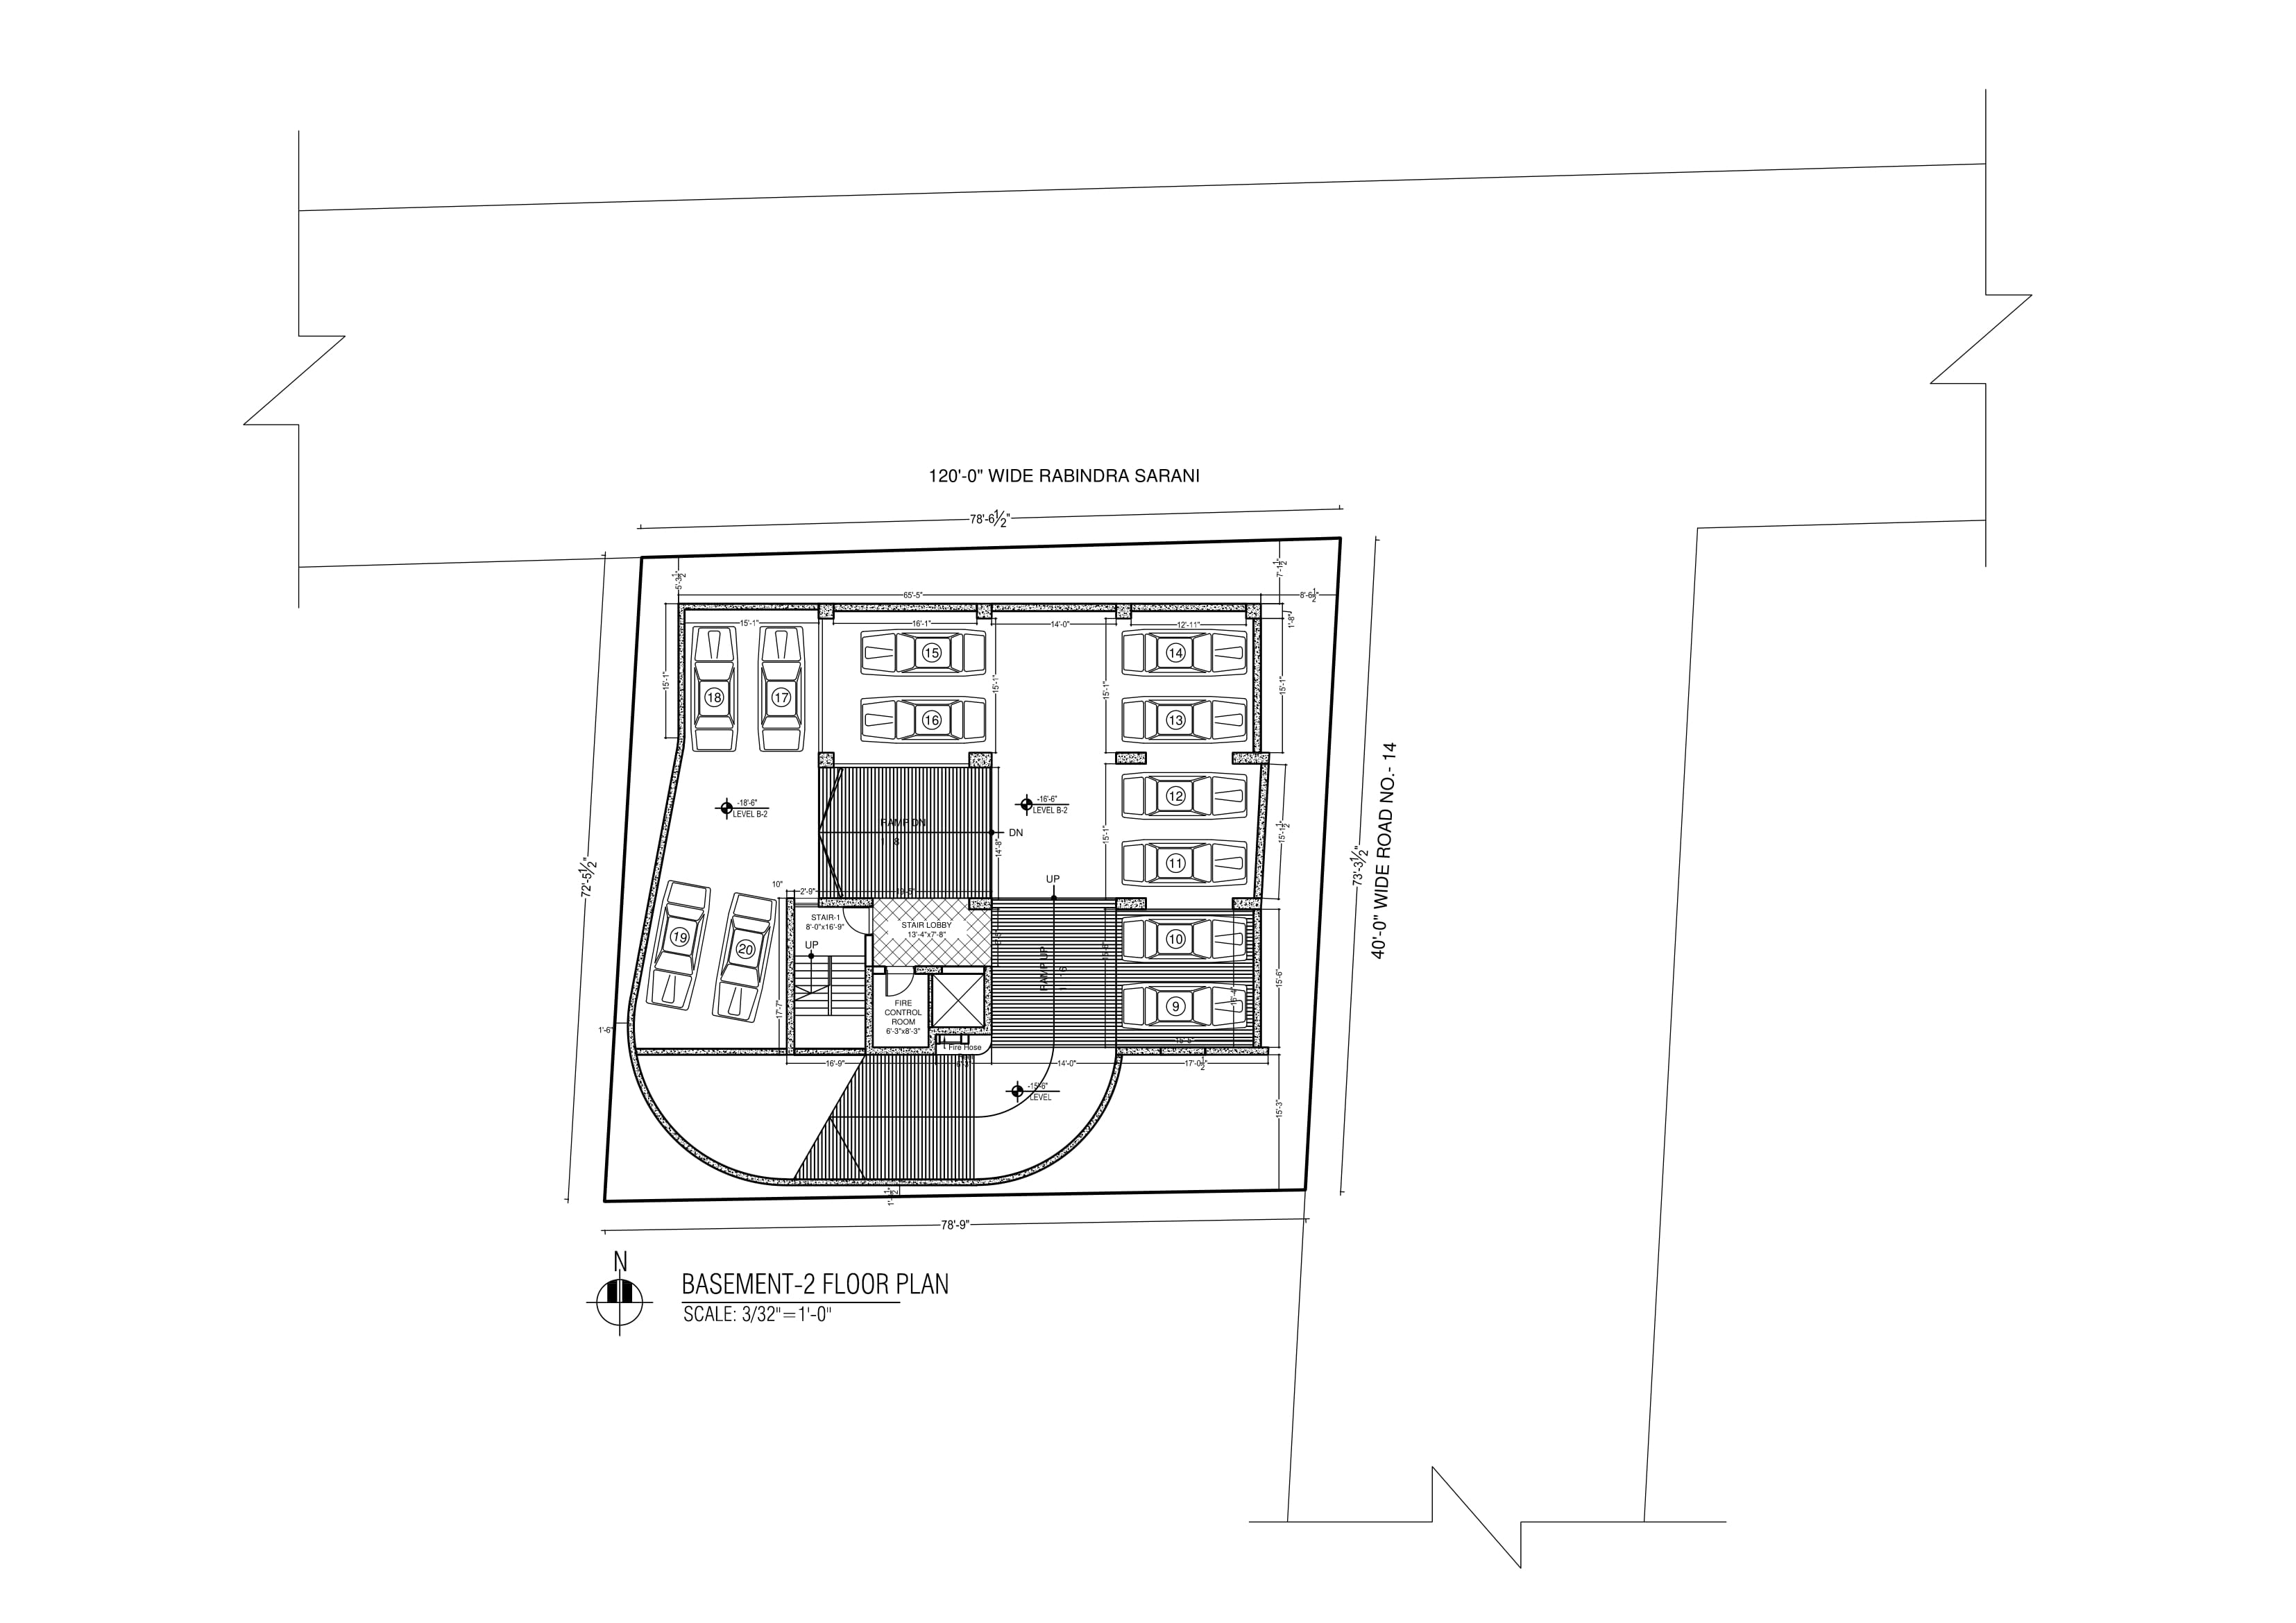 120'-0" WIDE RABINDRA SARANI
78'-6½"
5'-3½"
7'-1½"
65'-5"
8'-6½"
1'-8"
15'-1"
16'-1"
14'-0"
12'-11"
15'-1"
15'-1"
15'-1"
15'-1"
18
17
15
16
14
13
12
11
-18'-6"
LEVEL B-2
-16'-6"
LEVEL B-2
RAMP DN
DN
14'-8"
15'-1"
15'-1½"
72'-5½"
73'-3½"
40'-0" WIDE ROAD NO.- 14
UP
10"
2'-9"
STAIR-1
8'-0"x16'-9"
UP
STAIR LOBBY
13'-4"x7'-8"
19
20
10
9
RAMP UP
15'-6"
17'-7"
FIRE
CONTROL
ROOM
6'-3"x8'-3"
Fire Hose
1'-6"
16'-9"
14'-0"
17'-0½"
-15'-6"
LEVEL
15'-3"
78'-9"
N
BASEMENT-2 FLOOR PLAN
SCALE: 3/32"=1'-0"